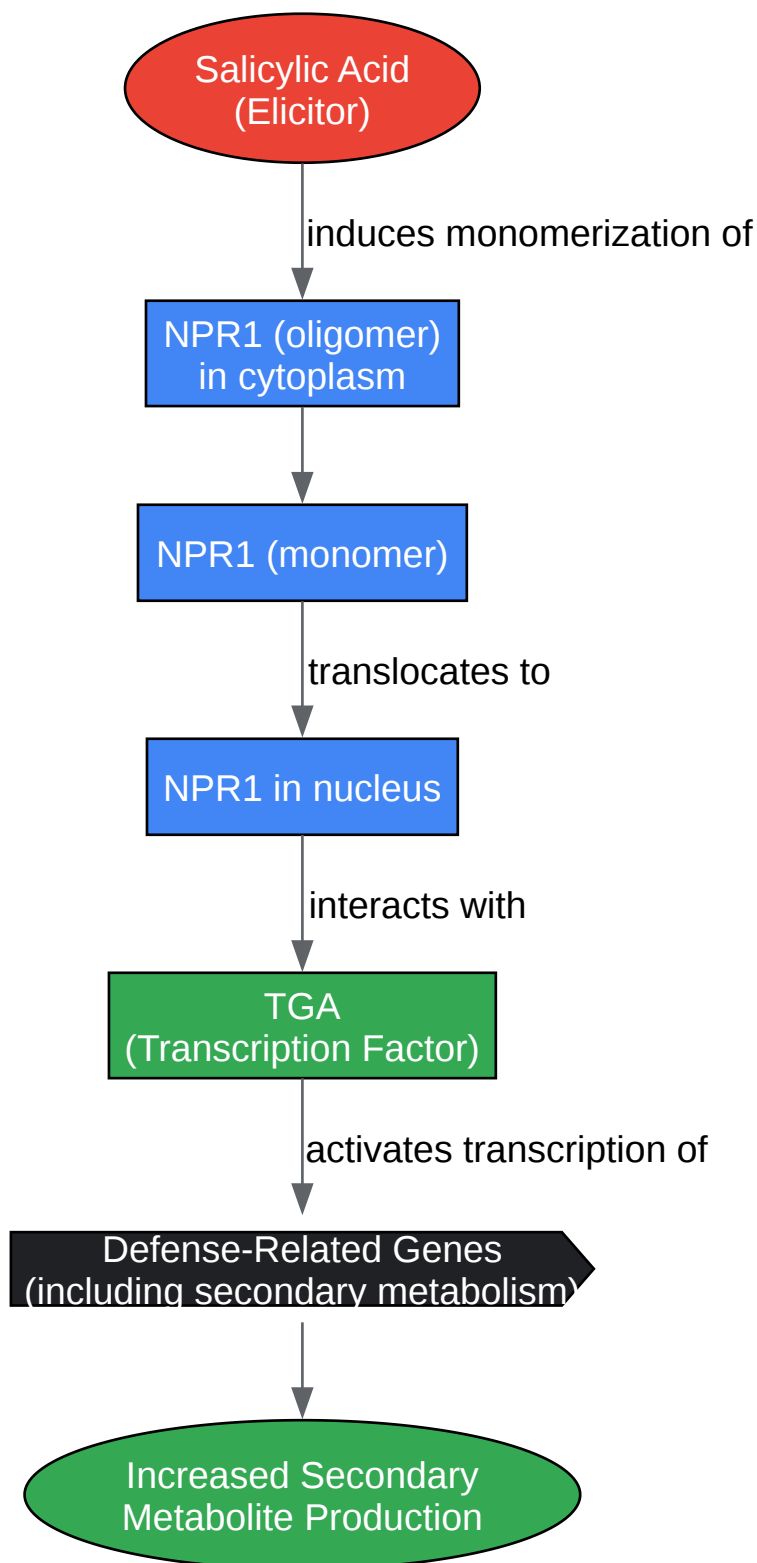 Salicylic Acid
(Elicitor)
induces monomerization of
NPR1 (oligomer)
in cytoplasm
NPR1 (monomer)
translocates to
NPR1 in nucleus
interacts with
TGA
(Transcription Factor)
activates transcription of
Defense-Related Genes
(including secondary metabolism)
Increased Secondary
Metabolite Production